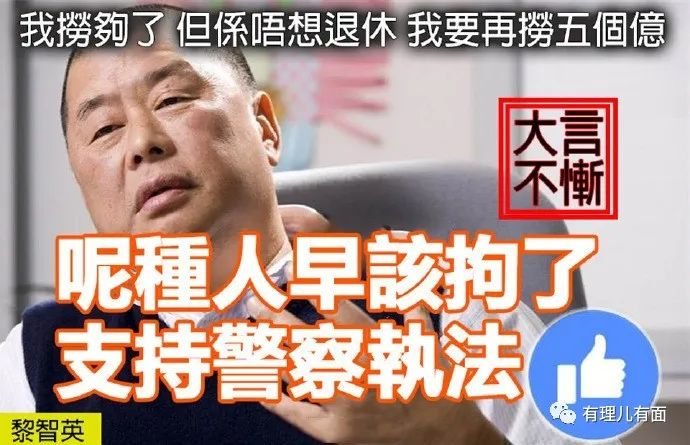 我撈夠了 但係唔想退休 我要再撈五個億
大言
不慚
呢種人早該拘了
支持警察執法
黎智英
有理儿有面